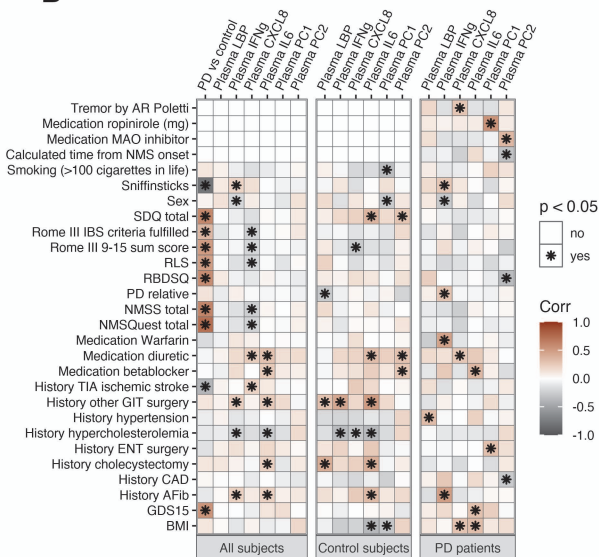 PD vs control
Plasma LBP
Plasma IFNg
Plasma CXCL8
Plasma IL6
Plasma PC1
Plasma PC2
Plasma LBP
Plasma IFNg
Plasma CXCL8
Plasma IL6
Plasma PC1
Plasma PC2
Plasma LBP
Plasma IFNg
Plasma CXCL8
Plasma IL6
Plasma PC1
Plasma PC2
Tremor by AR Poletti
Medication ropinirole (mg)
Medication MAO inhibitor
Calculated time from NMS onset
Smoking (>100 cigarettes in life)
Sniffinsticks
Sex
SDQ total
Rome III IBS criteria fulfilled
Rome III 9-15 sum score
RLS
RBDSQ
PD relative
NMSS total
NMSQuest total
Medication Warfarin
Medication diuretic
Medication betablocker
History TIA ischemic stroke
History other GIT surgery
History hypertension
History hypercholesterolemia
History ENT surgery
History cholecystectomy
History CAD
History AFib
GDS15
BMI
All subjects
Control subjects
PD patients
p < 0.05
no
yes
Corr
1.0
0.5
0.0
-0.5
-1.0